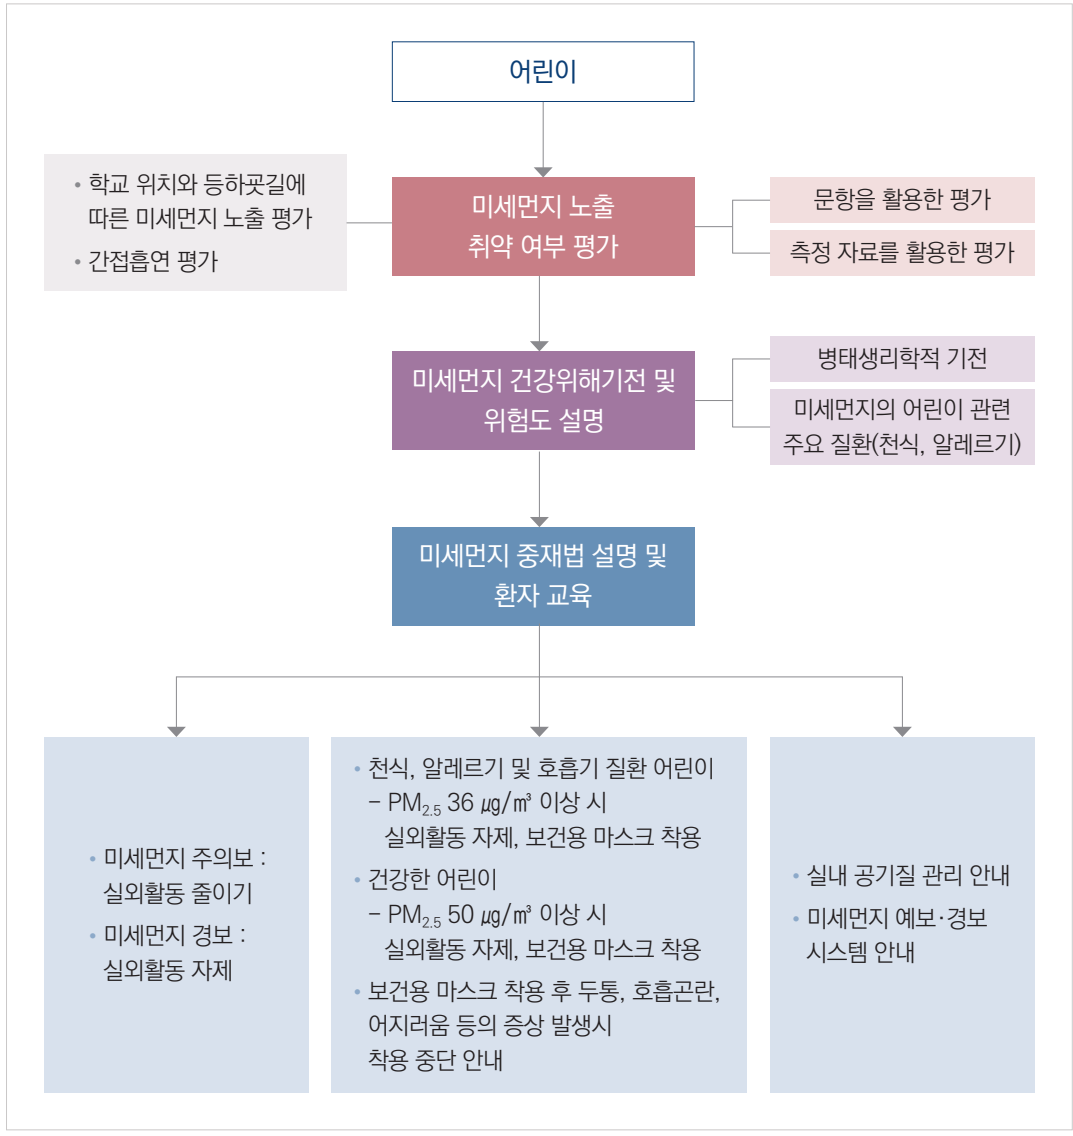 어린이
• 학교 위치와 등하굣길에
따른 미세먼지 노출 평가
• 간접흡연 평가
미세먼지 노출
취약 여부 평가
문항을 활용한 평가
측정 자료를 활용한 평가
미세먼지 건강위해기전 및
위험도 설명
병태생리학적 기전
미세먼지의 어린이 관련
주요 질환(천식, 알레르기)
미세먼지 중재법 설명 및
환자 교육
• 미세먼지 주의보 :
실외활동 줄이기
• 미세먼지 경보 :
실외활동 자제
• 천식, 알레르기 및 호흡기 질환 어린이
– PM2.5 36 ㎍/㎥ 이상 시
실외활동 자제, 보건용 마스크 착용
• 건강한 어린이
– PM2.5 50 ㎍/㎥ 이상 시
실외활동 자제, 보건용 마스크 착용
• 보건용 마스크 착용 후 두통, 호흡곤란,
어지러움 등의 증상 발생시
착용 중단 안내
• 실내 공기질 관리 안내
• 미세먼지 예보·경보
시스템 안내